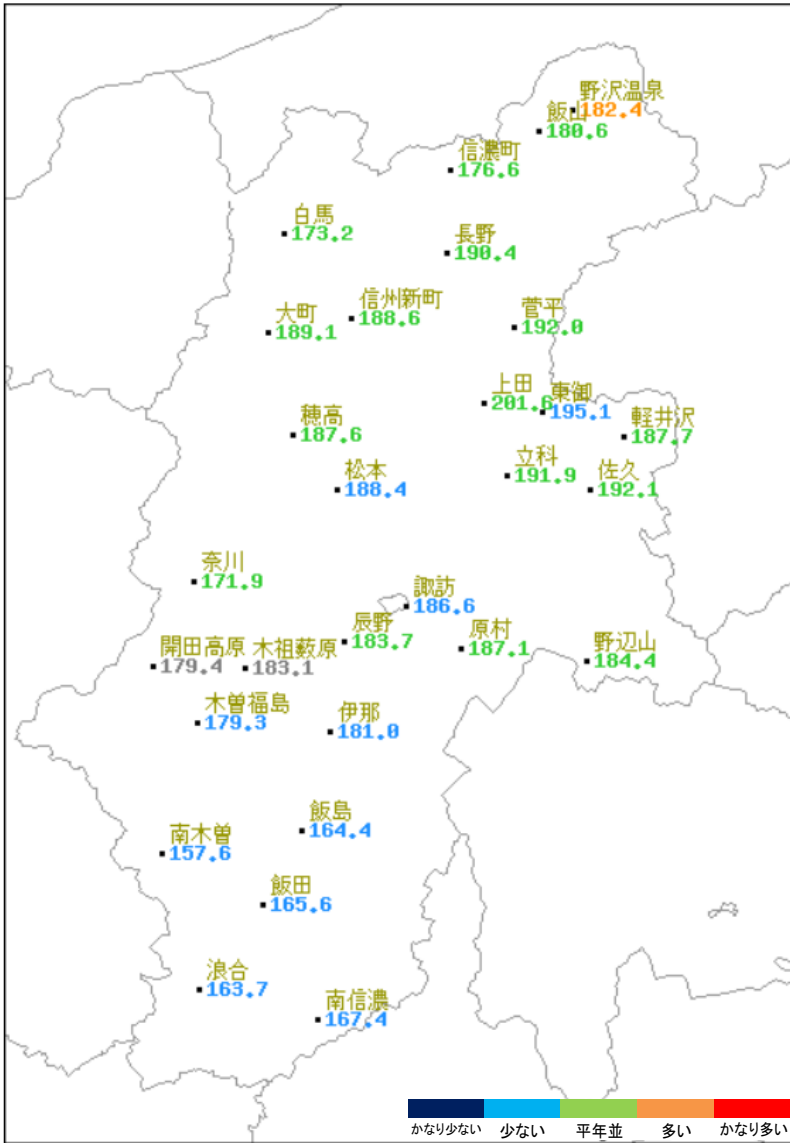 野沢温泉
182.4
飯山
180.6
信濃町
176.6
白馬
173.2
長野
190.4
信州新町
188.6
大町
189.1
菅平
192.0
上田
201.6
東御
195.1
軽井沢
187.7
穂高
187.6
松本
188.4
立科
191.9
佐久
192.1
奈川
171.9
諏訪
186.6
辰野
183.7
原村
187.1
野辺山
184.4
開田高原
179.4
木祖薮原
183.1
木曽福島
179.3
伊那
181.0
飯島
164.4
南木曽
157.6
飯田
165.6
浪合
163.7
南信濃
167.4
かなり少ない 少ない 平年並 多い かなり多い